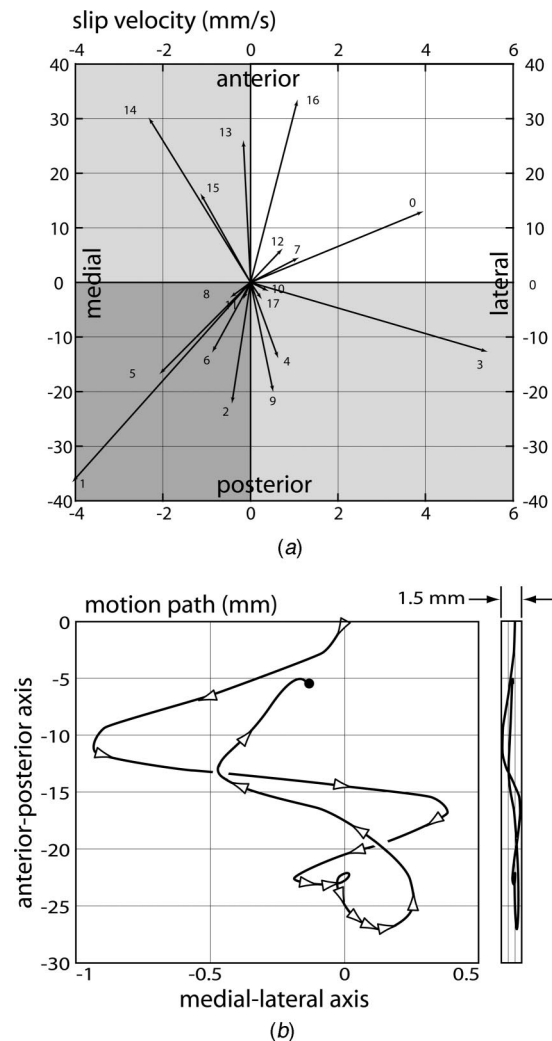 slip velocity (mm/s)
-4 -2 0 2 4 6
40 anterior 40
14 16
30 13 30
20 15 20
0
10 12 7 10
medial lateral
0 8 10 0
11 17
-10 6 4 3 -10
5
-20 2 9 -20
-30 -30
1 posterior
-40 -40
-4 -2 0 2 4 6
(a)
motion path (mm) 1.5 mm
0
-5
-10
anterior-posterior axis
-15
-20
-25
-30
-1 -0.5 0 0.5
medial-lateral axis
(b)